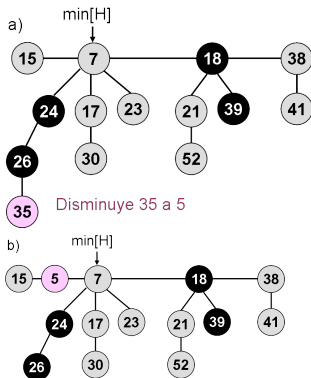 min[H]
a)
15 7 18 38
24 17 23 21 39 41
26 30 52
35 Disminuye 35 a 5
min[H]
b)
15 5 7 18 38
24 17 23 21 39 41
26 30 52